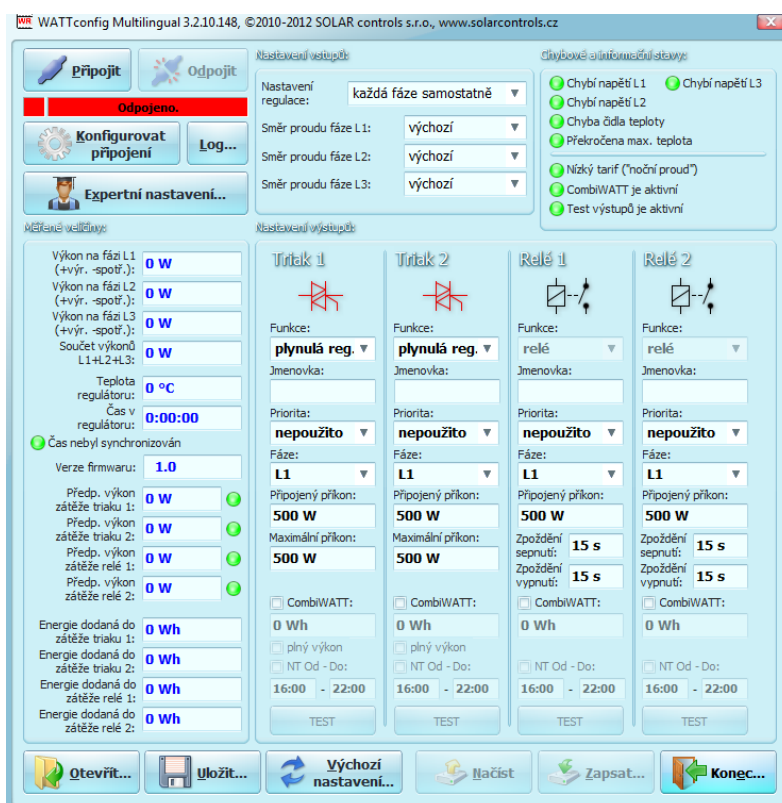 WATTconfig Multilingual 3.2.10.148, ©2010-2012 SOLAR controls s.r.o., www.solarcontrols.cz
Připojit
Odpojit
Odpojeno.
Konfigurovat
připojení
Log...
Expertní nastavení...
Nastavení vstupů:
Nastavení
regulace:
každá fáze samostatně
Směr proudu fáze L1:
výchozí
Směr proudu fáze L2:
výchozí
Směr proudu fáze L3:
výchozí
Chybové a informační stavy:
Chybí napětí L1
Chybí napětí L3
Chybí napětí L2
Chyba čidla teploty
Překročena max. teplota
Nízký tarif ("noční proud")
CombiWATT je aktivní
Test výstupů je aktivní
Měřené veličiny:
Výkon na fázi L1
(+výr. -spotř.):
0 W
Výkon na fázi L2
(+výr. -spotř.):
0 W
Výkon na fázi L3
(+výr. -spotř.):
0 W
Součet výkonů
L1+L2+L3:
0 W
Teplota
regulátoru:
0 °C
Čas v
regulátoru:
0:00:00
Čas nebyl synchronizován
Verze firmwaru:
1.0
Předp. výkon
zátěže triaku 1:
0 W
Předp. výkon
zátěže triaku 2:
0 W
Předp. výkon
zátěže relé 1:
0 W
Předp. výkon
zátěže relé 2:
0 W
Energie dodaná do
zátěže triaku 1:
0 Wh
Energie dodaná do
zátěže triaku 2:
0 Wh
Energie dodaná do
zátěže relé 1:
0 Wh
Energie dodaná do
zátěže relé 2:
0 Wh
Nastavení výstupů:
Triak 1
Funkce:
plynulá reg.
Jmenovka:
Priorita:
nepoužito
Fáze:
L1
Připojený příkon:
500 W
Maximální příkon:
500 W
CombiWATT:
0 Wh
plný výkon
NT Od - Do:
16:00 - 22:00
TEST
Triak 2
Funkce:
plynulá reg.
Jmenovka:
Priorita:
nepoužito
Fáze:
L1
Připojený příkon:
500 W
Maximální příkon:
500 W
CombiWATT:
0 Wh
plný výkon
NT Od - Do:
16:00 - 22:00
TEST
Relé 1
Funkce:
relé
Jmenovka:
Priorita:
nepoužito
Fáze:
L1
Připojený příkon:
500 W
Zpoždění
sepnutí:
15 s
Zpoždění
vypnutí:
15 s
CombiWATT:
0 Wh
NT Od - Do:
16:00 - 22:00
TEST
Relé 2
Funkce:
relé
Jmenovka:
Priorita:
nepoužito
Fáze:
L1
Připojený příkon:
500 W
Zpoždění
sepnutí:
15 s
Zpoždění
vypnutí:
15 s
CombiWATT:
0 Wh
NT Od - Do:
16:00 - 22:00
TEST
Otevřít...
Uložit...
Výchozí
nastavení...
Načíst
Zapsat...
Konec...